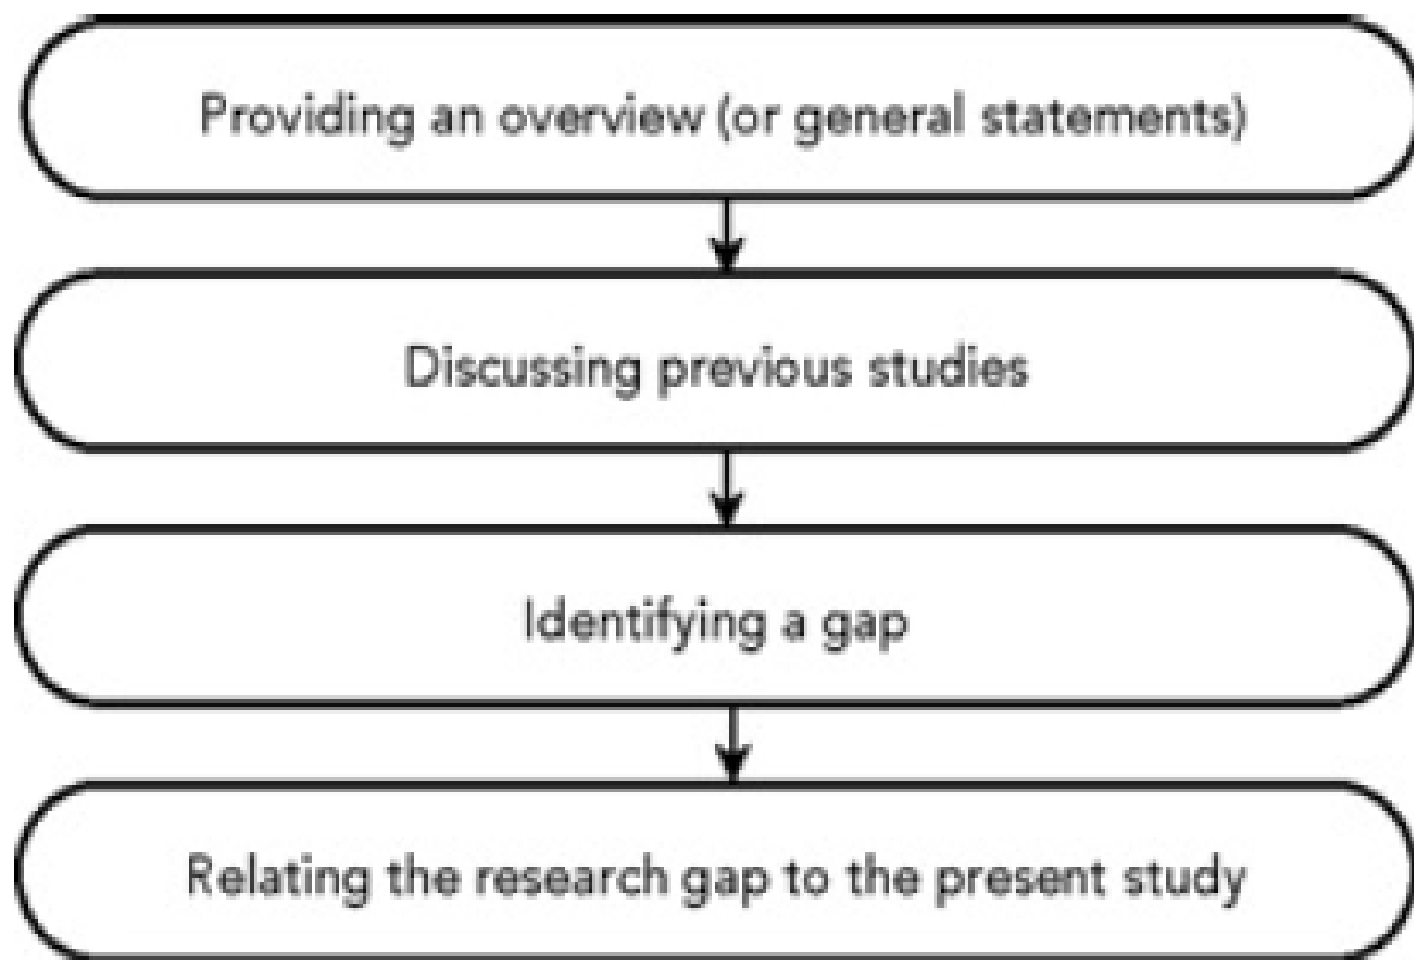 Providing an overview (or general statements)
Discussing previous studies
Identifying a gap
Relating the research gap to the present study